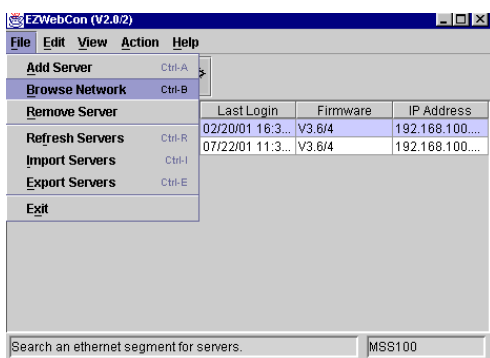 EZWebCon (V2.0/2)
File Edit View Action Help
Add Server Ctrl-A
Browse Network Ctrl-B
Remove Server
Refresh Servers Ctrl-R
Import Servers Ctrl-I
Export Servers Ctrl-E
Exit
Last Login Firmware IP Address
02/20/01 16:3... V3.6/4 192.168.100....
07/22/01 11:3... V3.6/4 192.168.100....
Search an ethernet segment for servers. MSS100